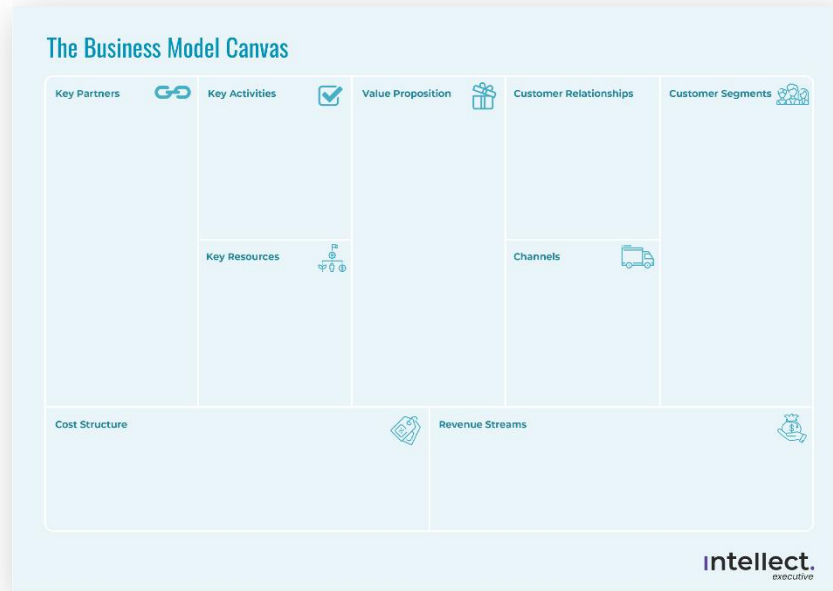 The Business Model Canvas
Key Partners
Key Activities
Value Proposition
Customer Relationships
Customer Segments
Key Resources
Channels
Cost Structure
Revenue Streams
intellect.
executive